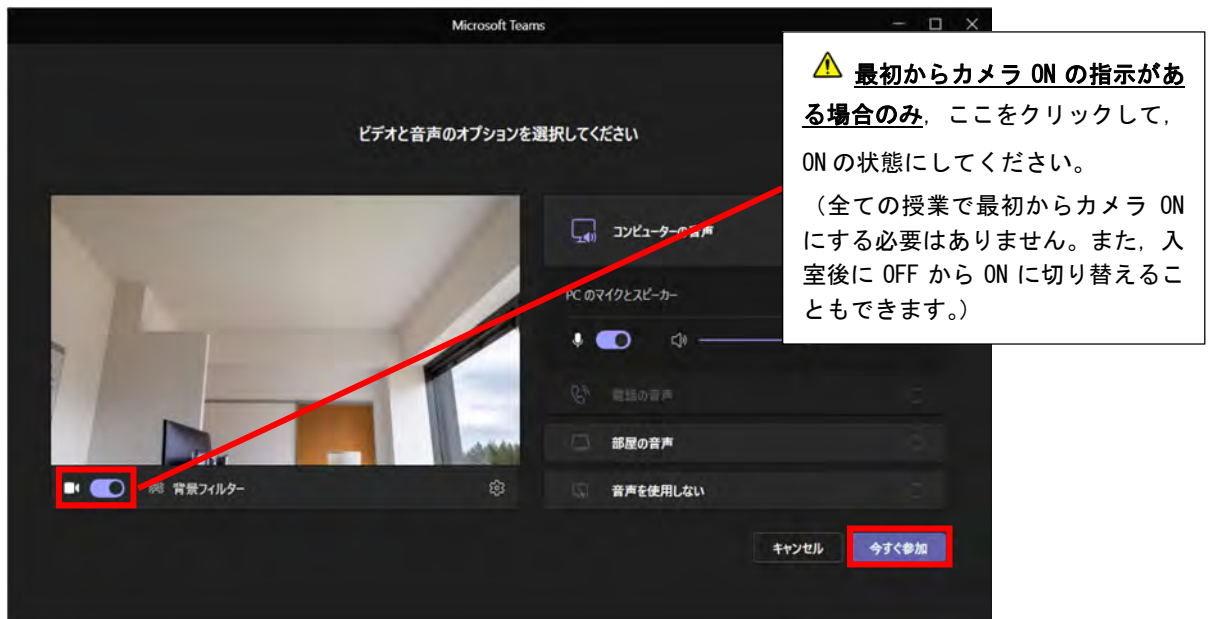 Microsoft Teams
最初からカメラ ON の指示があ
る場合のみ，ここをクリックして，
ON の状態にしてください。
（全ての授業で最初からカメラ ON
にする必要はありません。また，入
室後に OFF から ON に切り替えるこ
ともできます。）
ビデオと音声のオプションを選択してください
コンピューターの音声
PC のマイクとスピーカー
電話の音声
部屋の音声
背景フィルター
音声を使用しない
キャンセル
今すぐ参加